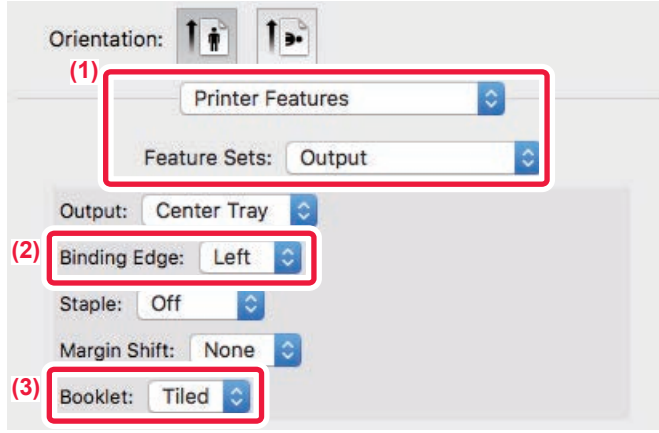 Orientation:
(1)
Printer Features
Feature Sets: Output
Output: Center Tray
(2) Binding Edge: Left
Staple: Off
Margin Shift: None
(3) Booklet: Tiled